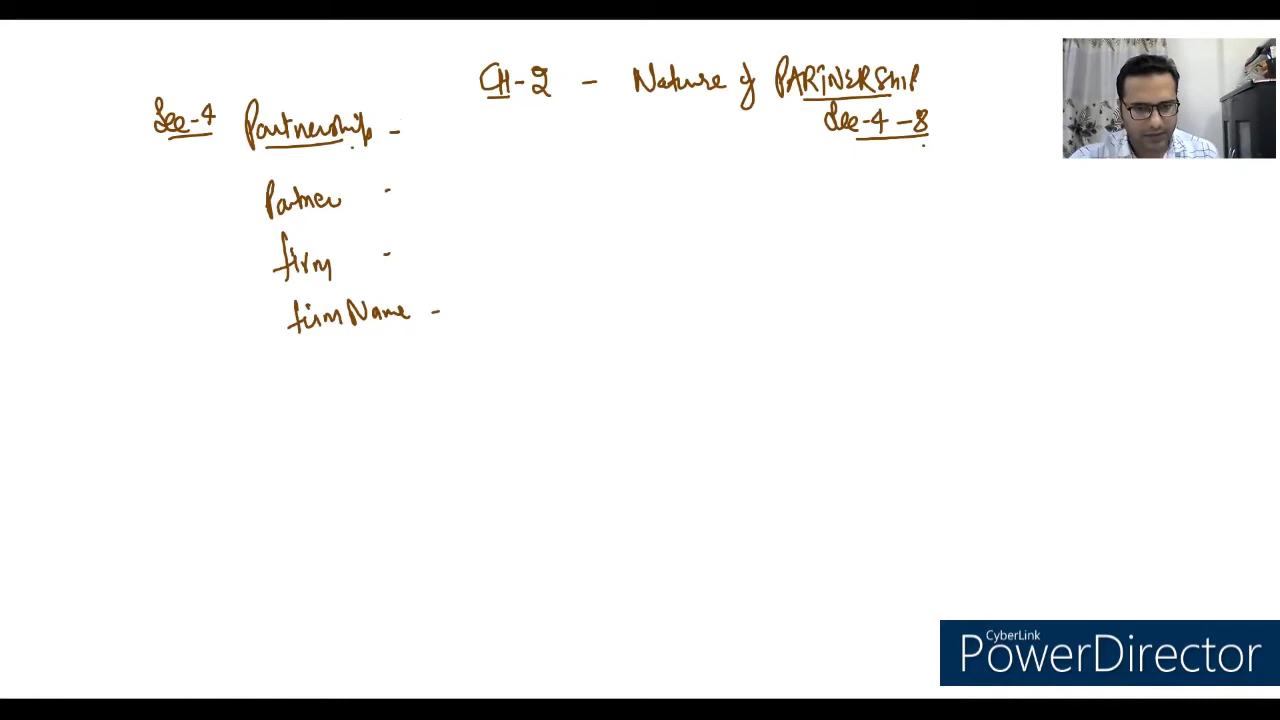 CH-2 - Nature of PARTNERSHIP
Sec-4 Partnership -
Sec-4-8
Partner -
firm -
firm Name -
CyberLink
PowerDirector